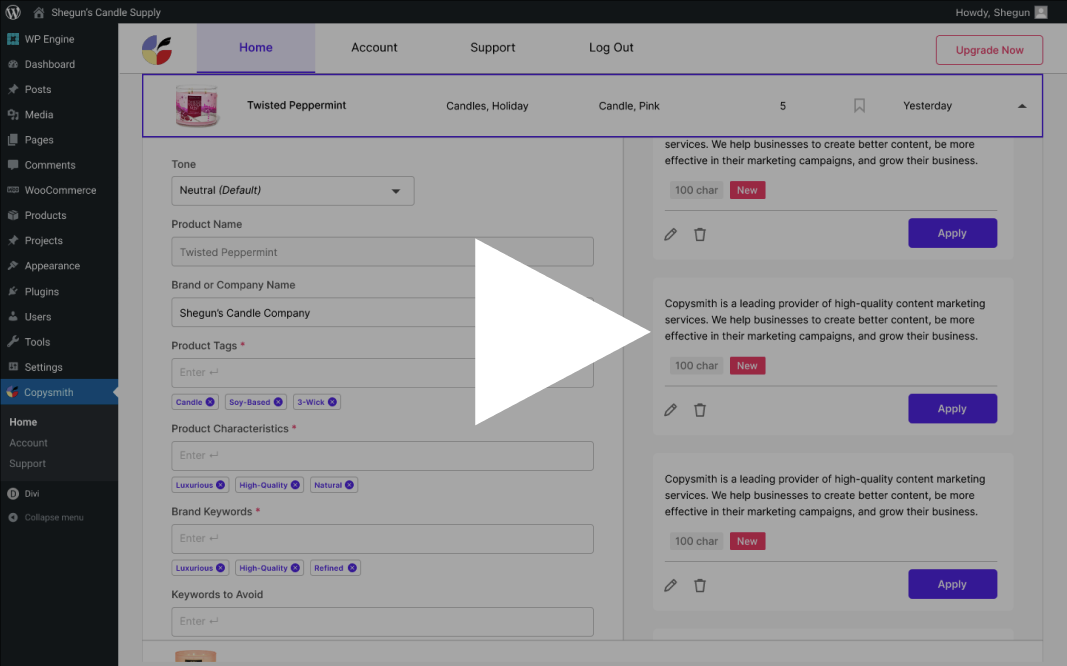 Shegun's Candle Supply
Howdy, Shegun
WP Engine
Dashboard
Posts
Media
Pages
Comments
WooCommerce
Products
Projects
Appearance
Plugins
Users
Tools
Settings
Copysmith
Home
Account
Support
Divi
Collapse menu
Home
Account
Support
Log Out
Upgrade Now
Twisted Peppermint
Candles, Holiday
Candle, Pink
5
Yesterday
Tone
Neutral (Default)
Product Name
Twisted Peppermint
Brand or Company Name
Shegun's Candle Company
Product Tags *
Enter ↵
Candle
Soy-Based
3-Wick
Product Characteristics *
Enter ↵
Luxurious
High-Quality
Natural
Brand Keywords *
Enter ↵
Luxurious
High-Quality
Refined
Keywords to Avoid
Enter ↵
services. We help businesses to create better content, be more
effective in their marketing campaigns, and grow their business.
100 char
New
Apply
Copysmith is a leading provider of high-quality content marketing
services. We help businesses to create better content, be more
effective in their marketing campaigns, and grow their business.
100 char
New
Apply
Copysmith is a leading provider of high-quality content marketing
services. We help businesses to create better content, be more
effective in their marketing campaigns, and grow their business.
100 char
New
Apply